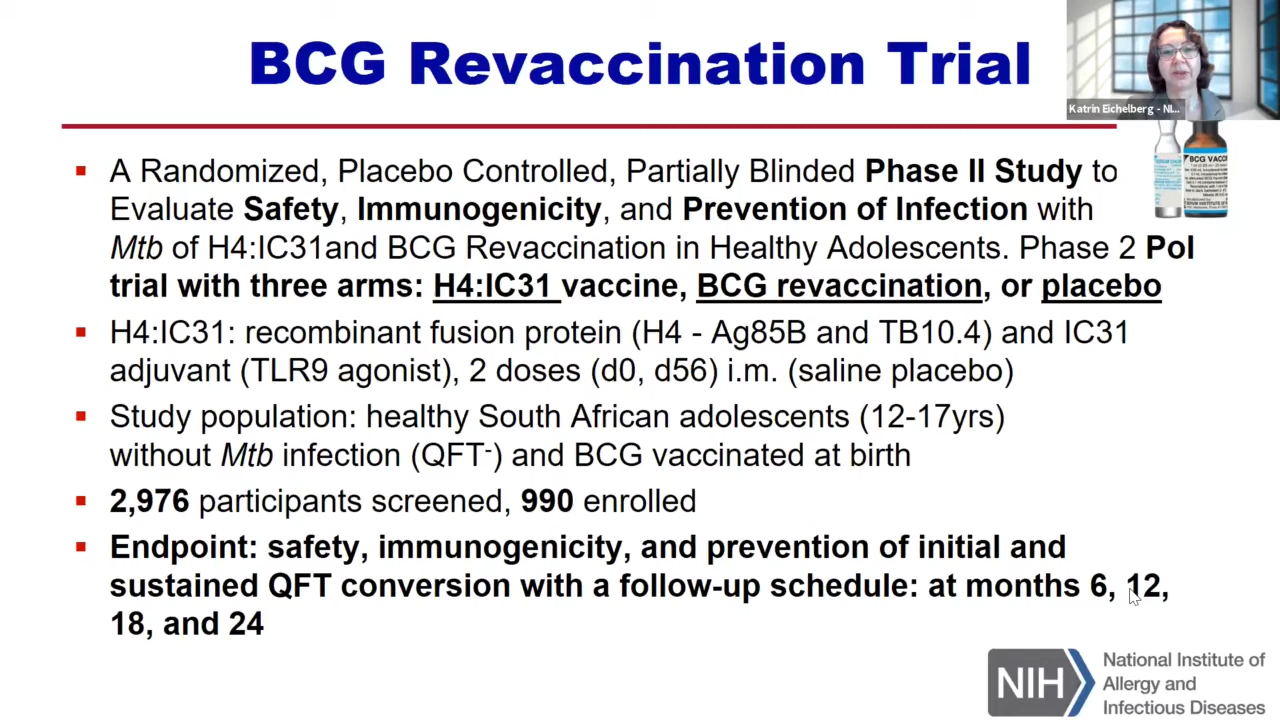 BCG Revaccination Trial
Katrin Eichelberg - NI...
BCG VACC
A Randomized, Placebo Controlled, Partially Blinded Phase II Study to
Evaluate Safety, Immunogenicity, and Prevention of Infection with
Mtb of H4:IC31and BCG Revaccination in Healthy Adolescents. Phase 2 PoI
trial with three arms: H4:IC31 vaccine, BCG revaccination, or placebo
H4:IC31: recombinant fusion protein (H4 - Ag85B and TB10.4) and IC31
adjuvant (TLR9 agonist), 2 doses (d0, d56) i.m. (saline placebo)
Study population: healthy South African adolescents (12-17yrs)
without Mtb infection (QFT-) and BCG vaccinated at birth
2,976 participants screened, 990 enrolled
Endpoint: safety, immunogenicity, and prevention of initial and
sustained QFT conversion with a follow-up schedule: at months 6, 12,
18, and 24
NIH
National Institute of
Allergy and
Infectious Diseases